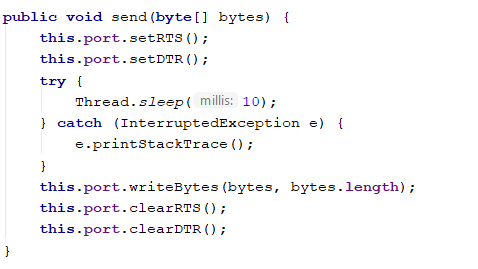 public void send(byte[] bytes) {
    this.port.setRTS();
    this.port.setDTR();
    try {
        Thread.sleep( millis: 10);
    } catch (InterruptedException e) {
        e.printStackTrace();
    }
    this.port.writeBytes(bytes, bytes.length);
    this.port.clearRTS();
    this.port.clearDTR();
}